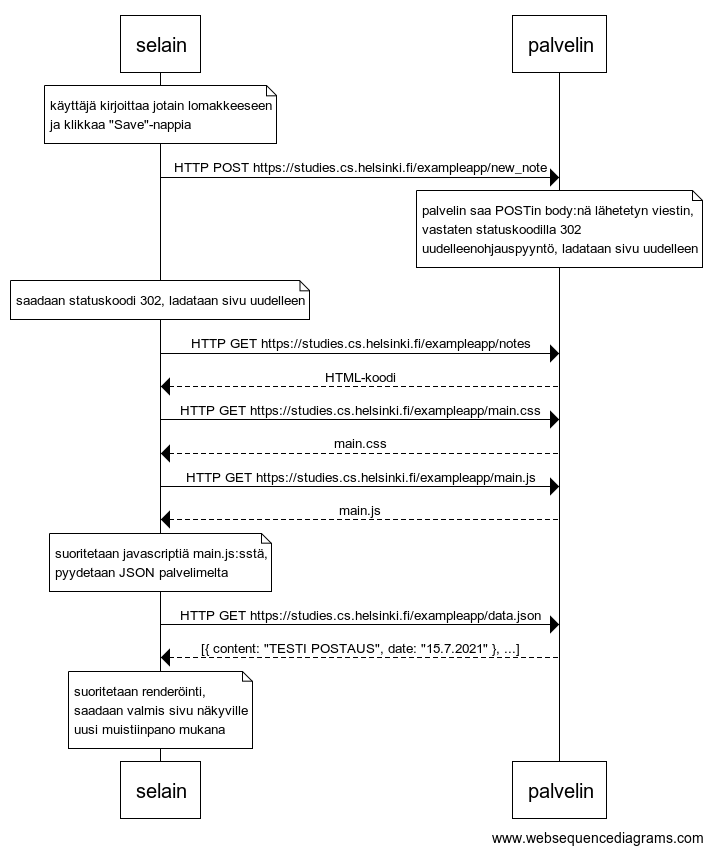 selain
palvelin
käyttäjä kirjoittaa jotain lomakkeeseen
ja klikkaa "Save"-nappia
HTTP POST https://studies.cs.helsinki.fi/exampleapp/new_note
palvelin saa POSTin body:nä lähetetyn viestin,
vastaten statuskoodilla 302
uudelleenohjauspyyntö, ladataan sivu uudelleen
saadaan statuskoodi 302, ladataan sivu uudelleen
HTTP GET https://studies.cs.helsinki.fi/exampleapp/notes
HTML-koodi
HTTP GET https://studies.cs.helsinki.fi/exampleapp/main.css
main.css
HTTP GET https://studies.cs.helsinki.fi/exampleapp/main.js
main.js
suoritetaan javascriptiä main.js:sstä,
pyydetaan JSON palvelimelta
HTTP GET https://studies.cs.helsinki.fi/exampleapp/data.json
[{ content: "TESTI POSTAUS", date: "15.7.2021" }, ...]
suoritetaan renderöinti,
saadaan valmis sivu näkyville
uusi muistiinpano mukana
selain
palvelin
www.websequencediagrams.com